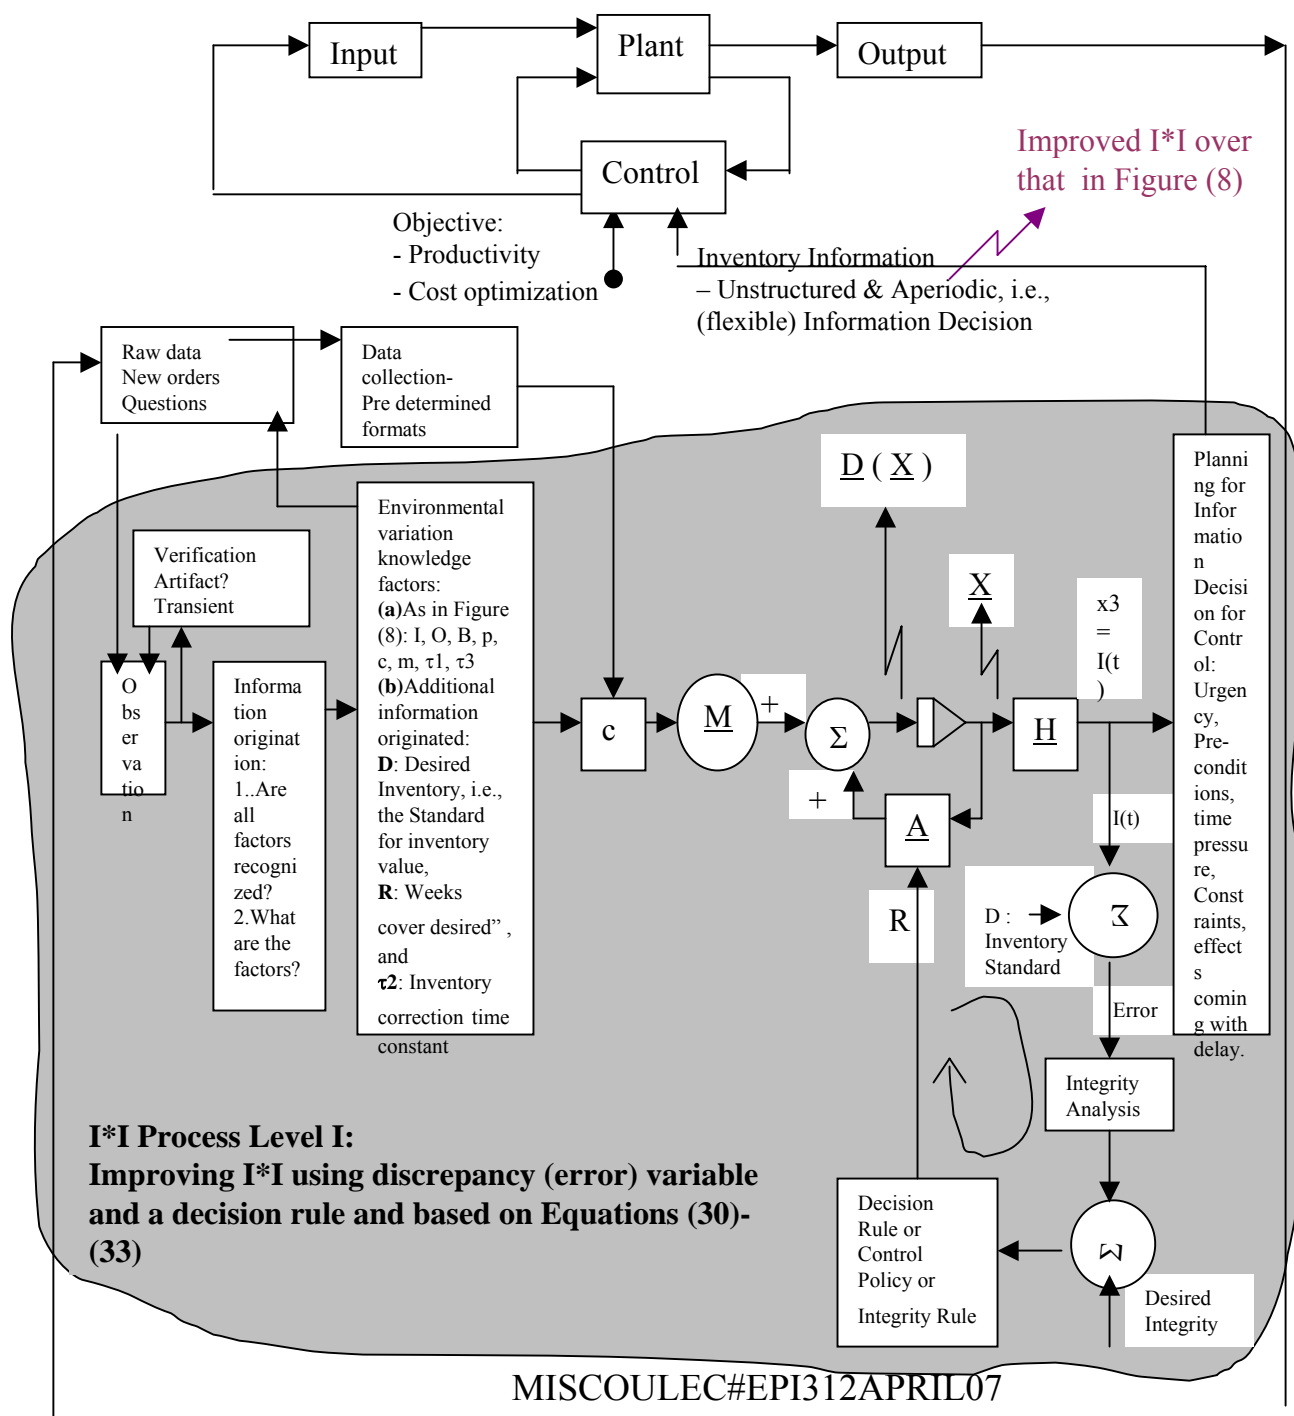 Input
Plant
Output
Control
Improved I*I over
that in Figure (8)
Objective:
- Productivity
- Cost optimization
Inventory Information
– Unstructured & Aperiodic, i.e.,
(flexible) Information Decision
Raw data
New orders
Questions
Data
collection-
Pre determined
formats
D ( X )
X
x3
=
I(t
)
Planni
ng for
Infor
matio
n
Decisi
on for
Contr
ol:
Urgen
cy,
Pre-
condit
ions,
time
pressu
re,
Const
raints,
effect
s
comin
g with
delay.
Verification
Artifact?
Transient
O
bs
er
va
tio
n
Informa
tion
originat
ion:
1..Are
all
factors
recogni
zed?
2.What
are the
factors?
Environmental
variation
knowledge
factors:
(a)As in Figure
(8): I, O, B, p,
c, m, τ1, τ3
(b)Additional
information
originated:
D: Desired
Inventory, i.e.,
the Standard
for inventory
value,
R: Weeks
cover desired” ,
and
τ2: Inventory
correction time
constant
c
M
+
Σ
+
H
A
R
I(t)
D :
Inventory
Standard
Σ
Error
Integrity
Analysis
Σ
Desired
Integrity
Decision
Rule or
Control
Policy or
Integrity Rule
I*I Process Level I:
Improving I*I using discrepancy (error) variable
and a decision rule and based on Equations (30)-
(33)
MISCOULEC#EPI312APRIL07